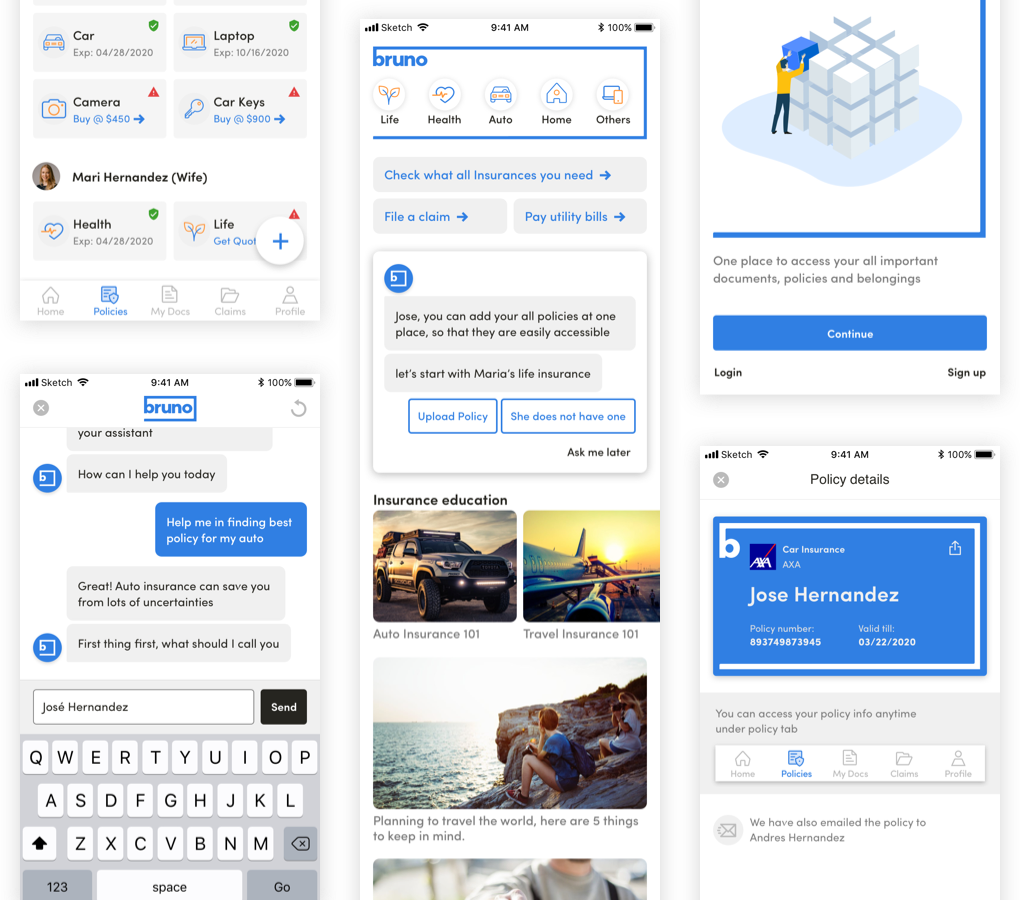 Car
Exp: 04/28/2020
Laptop
Exp: 10/16/2020
Camera
Buy @ $450
Car Keys
Buy @ $900
Mari Hernandez (Wife)
Health
Exp: 04/28/2020
Life
Get Quot
Home
Policies
My Docs
Claims
Profile
Sketch
9:41 AM
100%
bruno
your assistant
How can I help you today
Help me in finding best
policy for my auto
Great! Auto insurance can save you
from lots of uncertainties
First thing first, what should I call you
José Hernandez
Send
Q W E R T Y U I O P
A S D F G H J K L
Z X C V B N M
123
space
Go
Sketch
9:41 AM
100%
bruno
Life
Health
Auto
Home
Others
Check what all Insurances you need
File a claim
Pay utility bills
Jose, you can add your all policies at one
place, so that they are easily accessible
let's start with Maria's life insurance
Upload Policy
She does not have one
Ask me later
Insurance education
Auto Insurance 101
Travel Insurance 101
Planning to travel the world, here are 5 things
to keep in mind.
One place to access your all important
documents, policies and belongings
Continue
Login
Sign up
Sketch
9:41 AM
100%
Policy details
b
AXA
Car Insurance
AXA
Jose Hernandez
Policy number:
893749873945
Valid till:
03/22/2020
You can access your policy info anytime
under policy tab
Home
Policies
My Docs
Claims
Profile
We have also emailed the policy to
Andres Hernandez